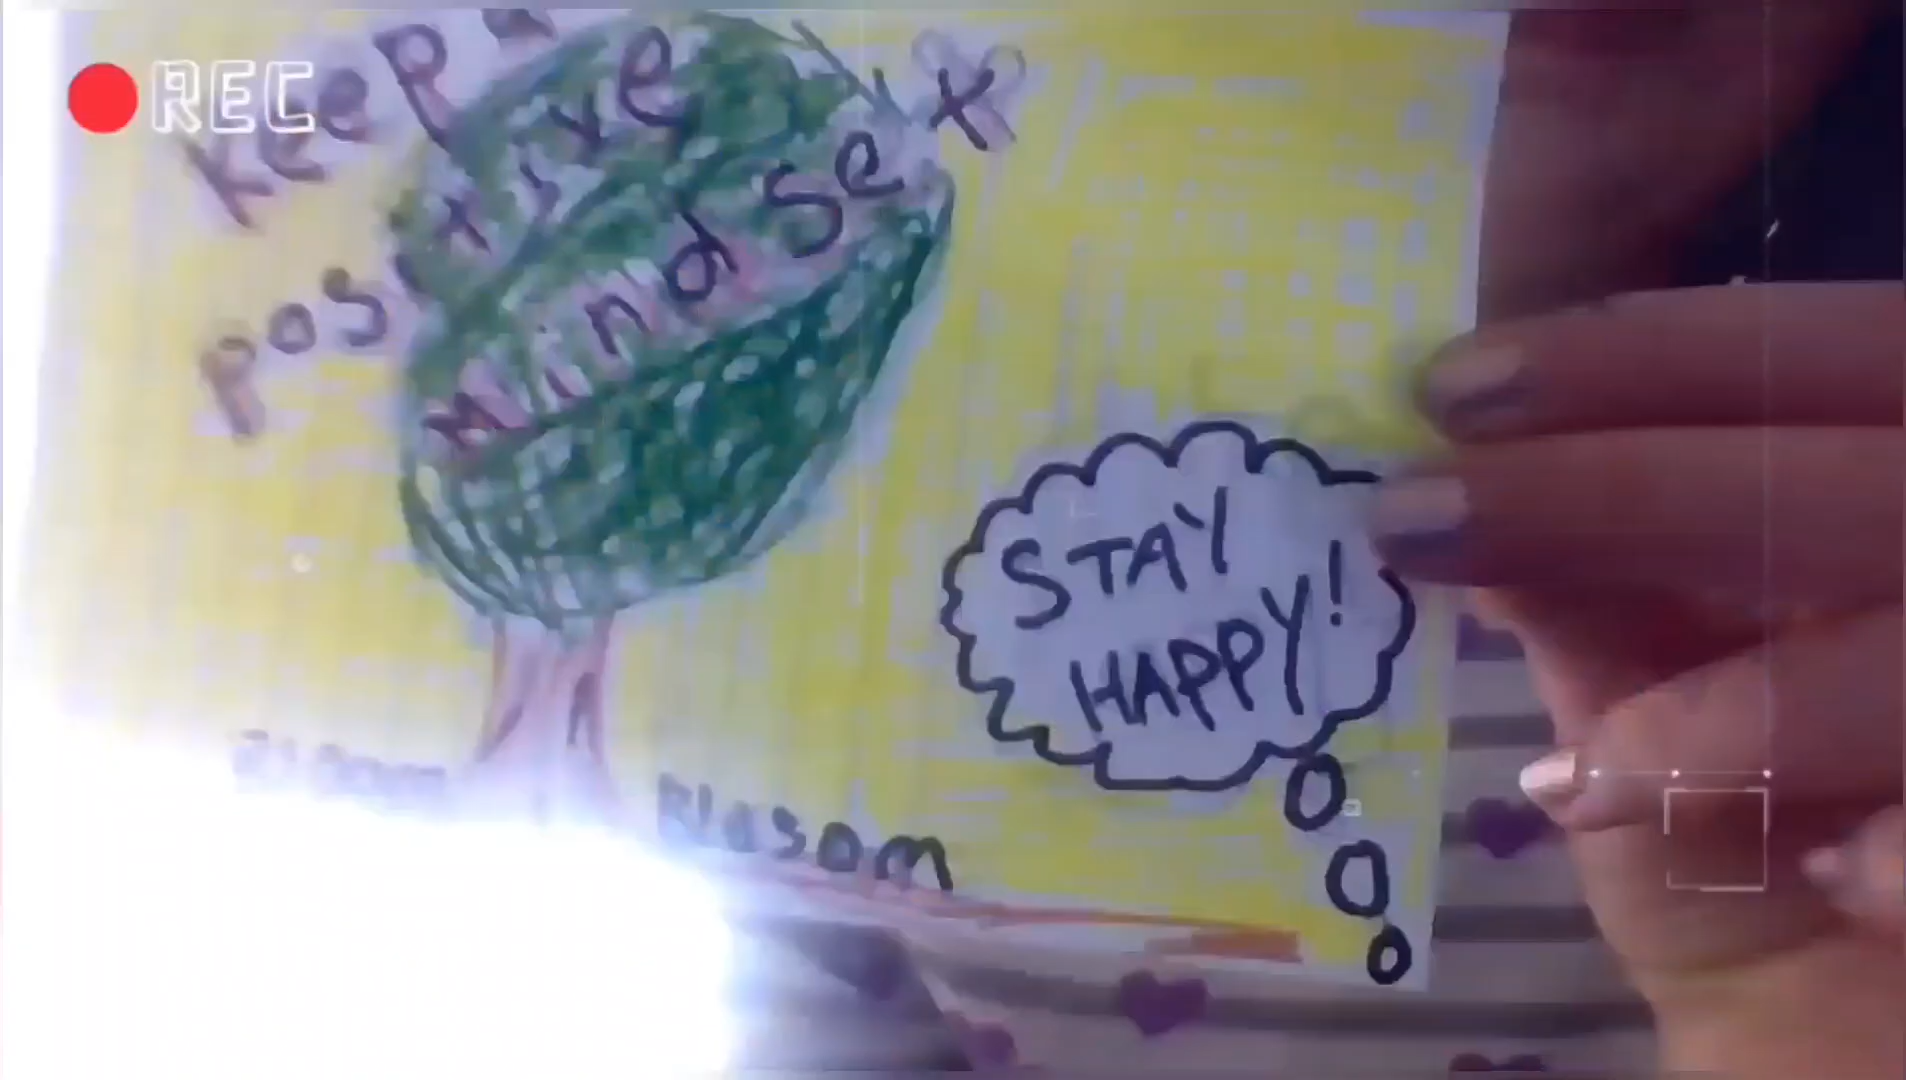 REC
Keep a
Positive
Mindset
STAY
HAPPY!
Blosom